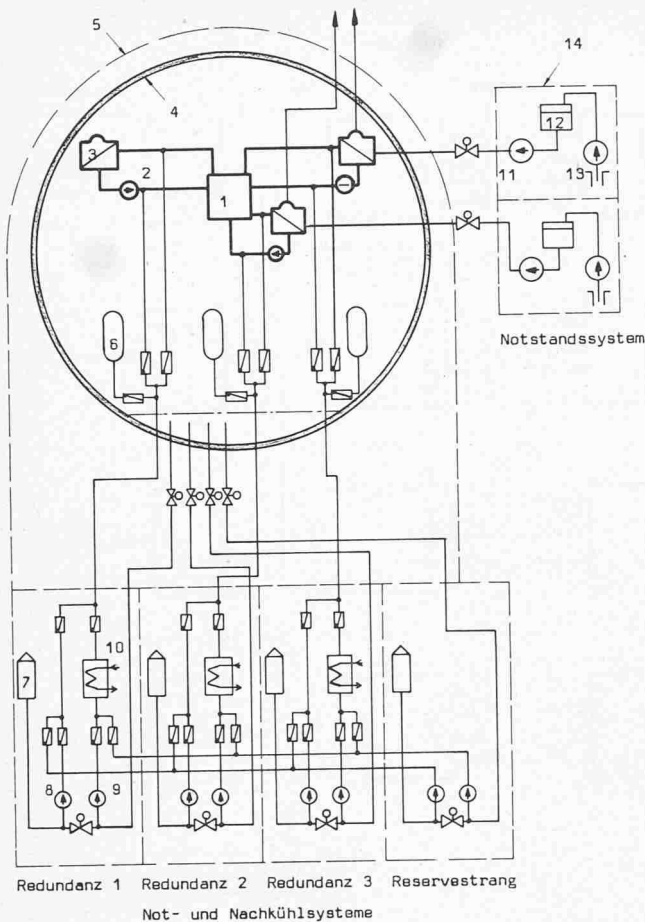 5
14
4
12
3
2
11
13
1
Notstandssystem
6
10
7
8
9
Redundanz 1
Redundanz 2
Redundanz 3
Reservestrang
Not- und Nachkühlsysteme